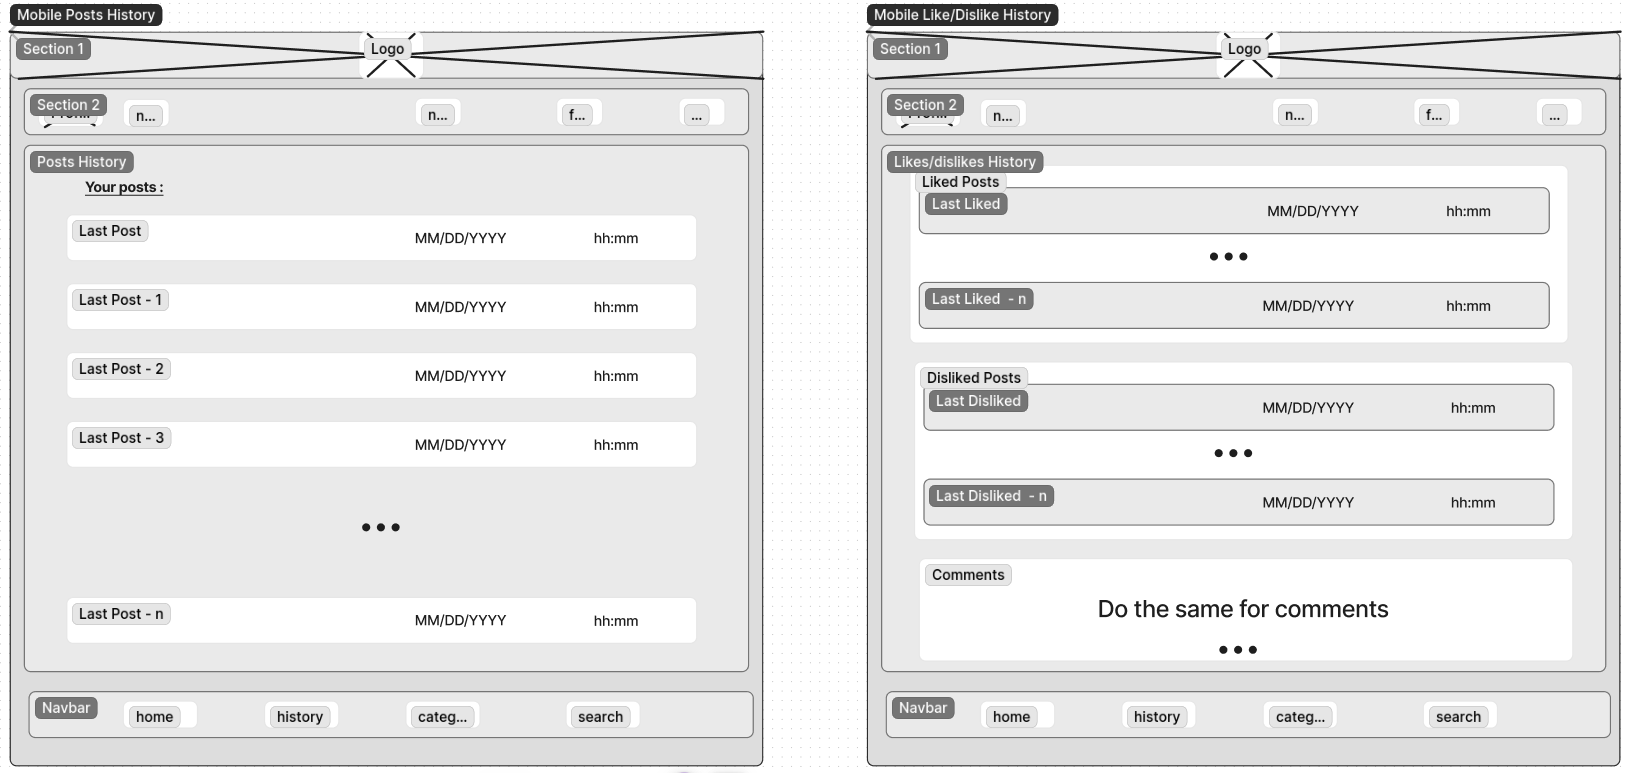 Mobile Posts History
Section 1
Logo
Section 2
n...
n...
f...
...
Posts History
Your posts :
Last Post
MM/DD/YYYY
hh:mm
Last Post - 1
MM/DD/YYYY
hh:mm
Last Post - 2
MM/DD/YYYY
hh:mm
Last Post - 3
MM/DD/YYYY
hh:mm
•••
Last Post - n
MM/DD/YYYY
hh:mm
Navbar
home
history
categ...
search
Mobile Like/Dislike History
Section 1
Logo
Section 2
n...
n...
f...
...
Likes/dislikes History
Liked Posts
Last Liked
MM/DD/YYYY
hh:mm
•••
Last Liked - n
MM/DD/YYYY
hh:mm
Disliked Posts
Last Disliked
MM/DD/YYYY
hh:mm
•••
Last Disliked - n
MM/DD/YYYY
hh:mm
Comments
Do the same for comments
•••
Navbar
home
history
categ...
search